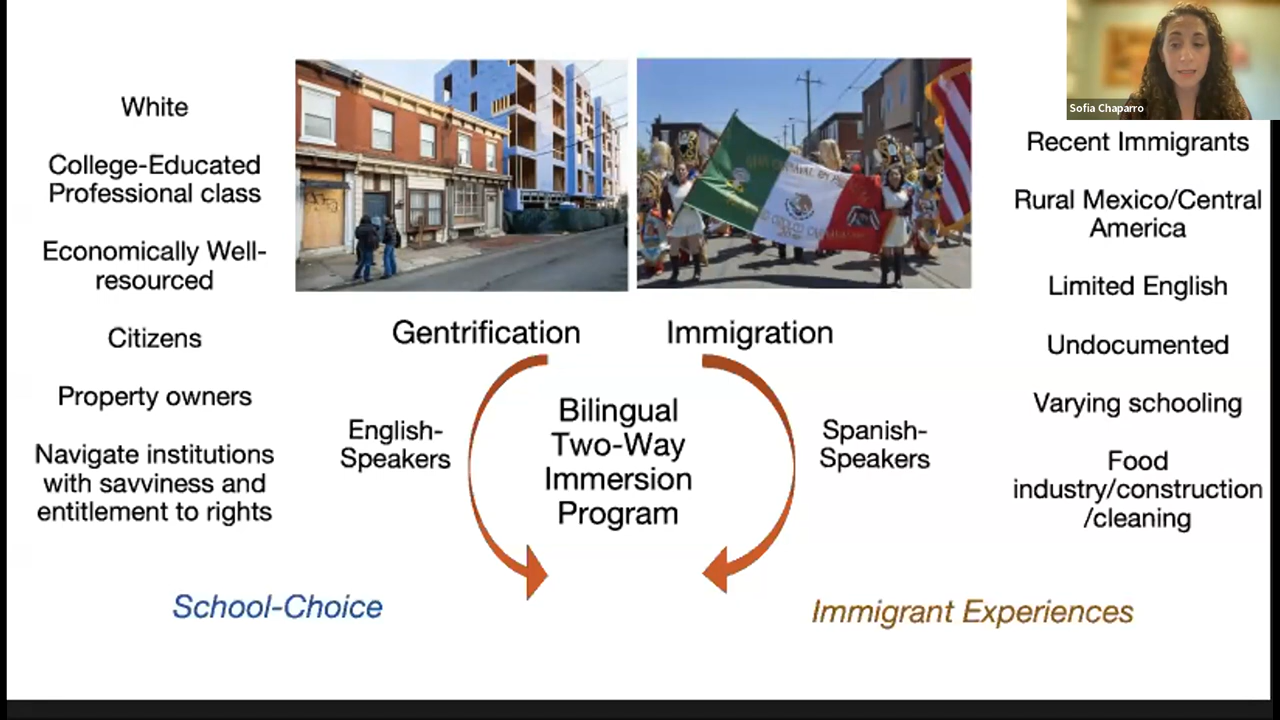 Sofia Chaparro
White
College-Educated
Professional class
Economically Well-
resourced
Citizens
Property owners
Navigate institutions
with savviness and
entitlement to rights
School-Choice
Gentrification
English-
Speakers
Bilingual
Two-Way
Immersion
Program
Immigration
Spanish-
Speakers
Recent Immigrants
Rural Mexico/Central
America
Limited English
Undocumented
Varying schooling
Food
industry/construction
/cleaning
Immigrant Experiences